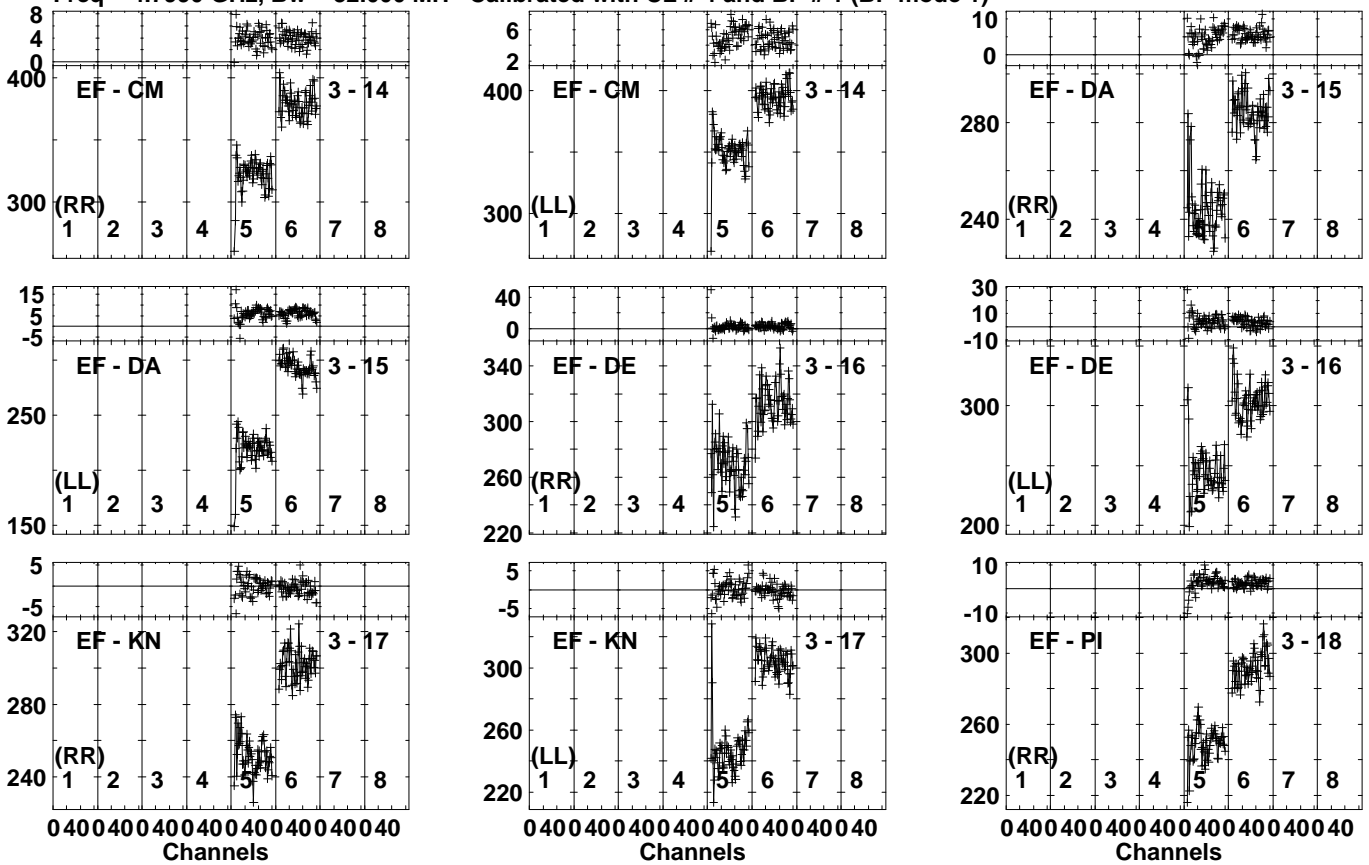 Calibrated with CL # 4 and BP # 1 (BP mode 1)
8 6 10
4 4
0 2 0
400 EF - CM 3 - 14 400 EF - CM 3 - 14 EF - DA 3 - 15
280
300 (RR) 300 (LL) 240 (RR)
1 2 3 4 5 6 7 8 1 2 3 4 5 6 7 8 1 2 3 4 5 6 7 8
15 40 30
5 10
-5 0 -10
EF - DA 3 - 15 340 EF - DE 3 - 16 EF - DE 3 - 16
250 300 300
260
(LL) (RR) (LL)
1 2 3 4 5 6 7 8 1 2 3 4 5 6 7 8 1 2 3 4 5 6 7 8
150 220 200
5 5 10
-5 -5 -10
320 EF - KN 3 - 17 EF - KN 3 - 17 EF - PI 3 - 18
300 300
280
260 260
(RR) (LL) (RR)
240 1 2 3 4 5 6 7 8 1 2 3 4 5 6 7 8 1 2 3 4 5 6 7 8
220 220
0 40 0 40 0 40 0 40 0 40 0 40 0 40 0 40 0 40 0 40 0 40 0 40 0 40 0 40 0 40 0 40 0 40 0 40 0 40 0 40 0 40 0 40 0 40 0 40
Channels Channels Channels